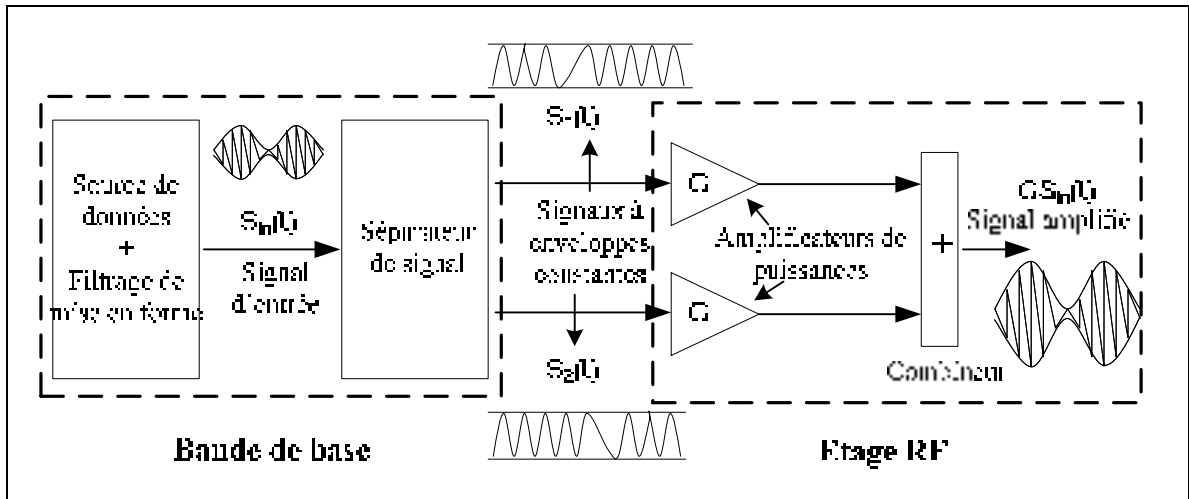 S₁(t)
Source de
données
+
Filtrage de
mise en forme
Sin(t)
Signal
d'entrée
Séparateur
de signal
Signaux à
enveloppes
constantes
S₂(t)
G
G
Amplificateurs de
puissances
+
Combineur
GSin(t)
Signal amplifié
Bande de base
Etage RF